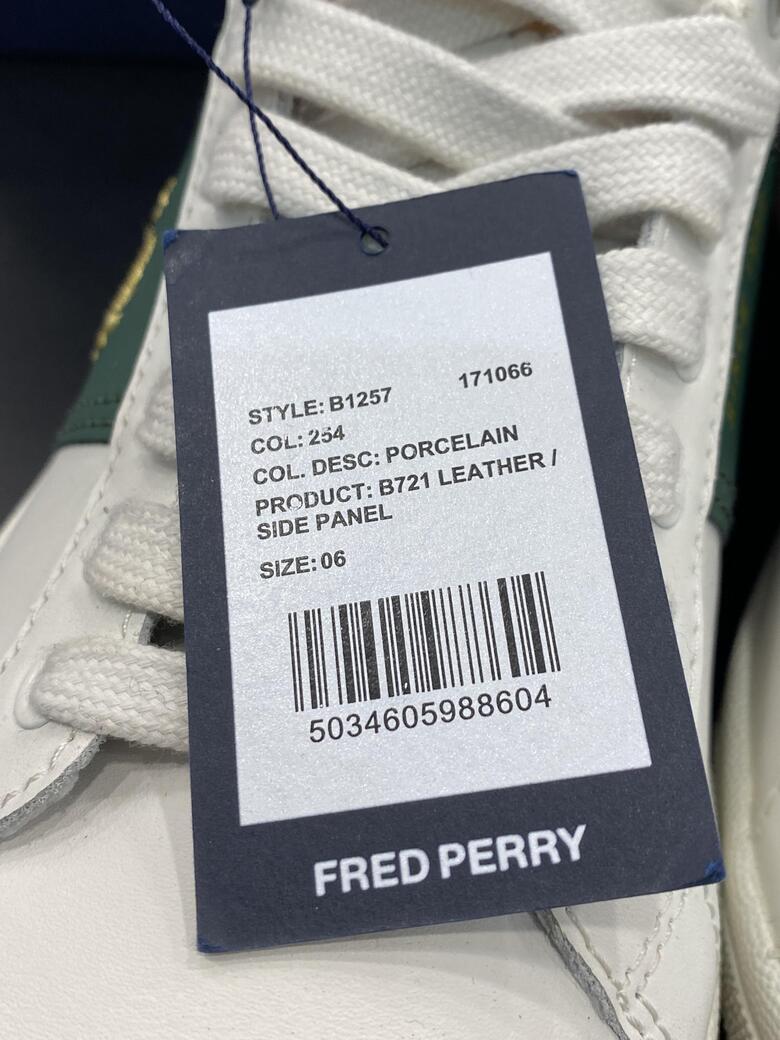 STYLE: B1257 171066
COL: 254
COL. DESC: PORCELAIN
PRODUCT: B721 LEATHER /
SIDE PANEL
SIZE: 06
5034605988604
FRED PERRY